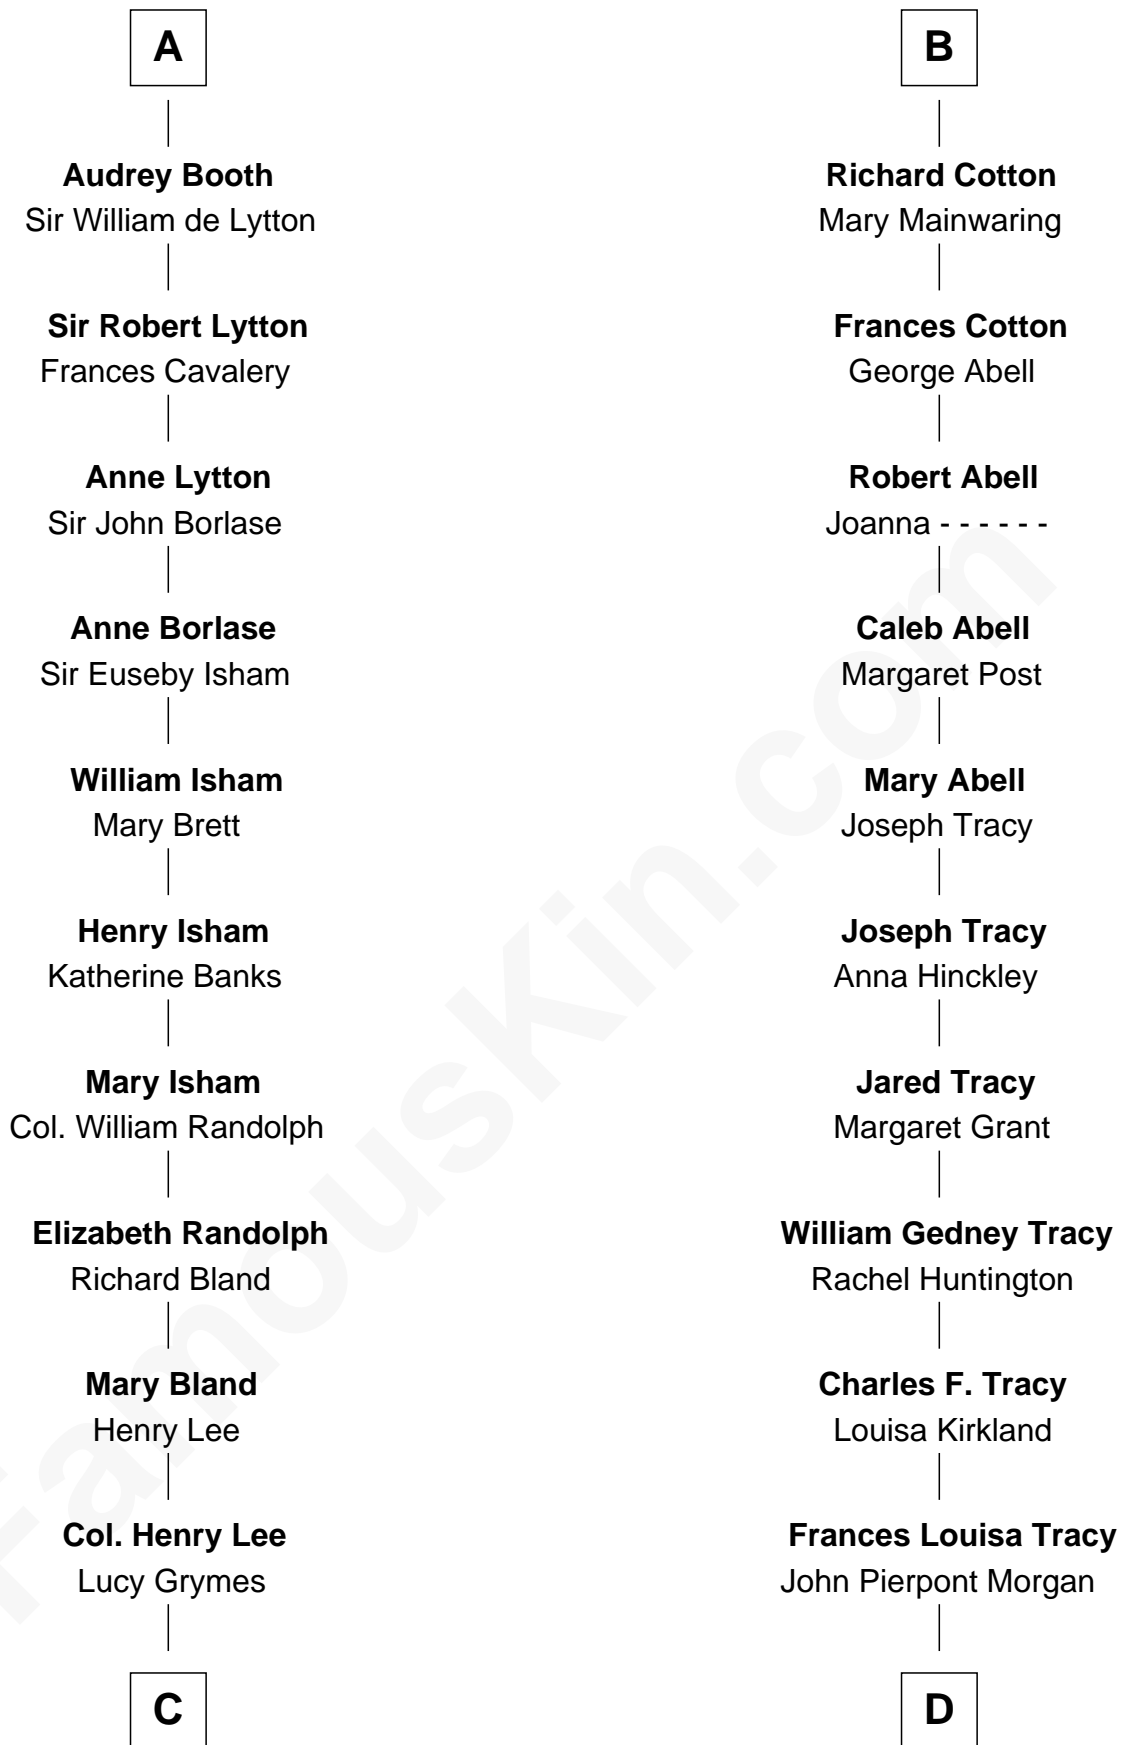 A
Audrey Booth
Sir William de Lytton
Sir Robert Lytton
Frances Cavalery
Anne Lytton
Sir John Borlase
Anne Borlase
Sir Euseby Isham
William Isham
Mary Brett
Henry Isham
Katherine Banks
Mary Isham
Col. William Randolph
Elizabeth Randolph
Richard Bland
Mary Bland
Henry Lee
Col. Henry Lee
Lucy Grymes
C
B
Richard Cotton
Mary Mainwaring
Frances Cotton
George Abell
Robert Abell
Joanna - - - - - -
Caleb Abell
Margaret Post
Mary Abell
Joseph Tracy
Joseph Tracy
Anna Hinckley
Jared Tracy
Margaret Grant
William Gedney Tracy
Rachel Huntington
Charles F. Tracy
Louisa Kirkland
Frances Louisa Tracy
John Pierpont Morgan
D
FamousKin.com